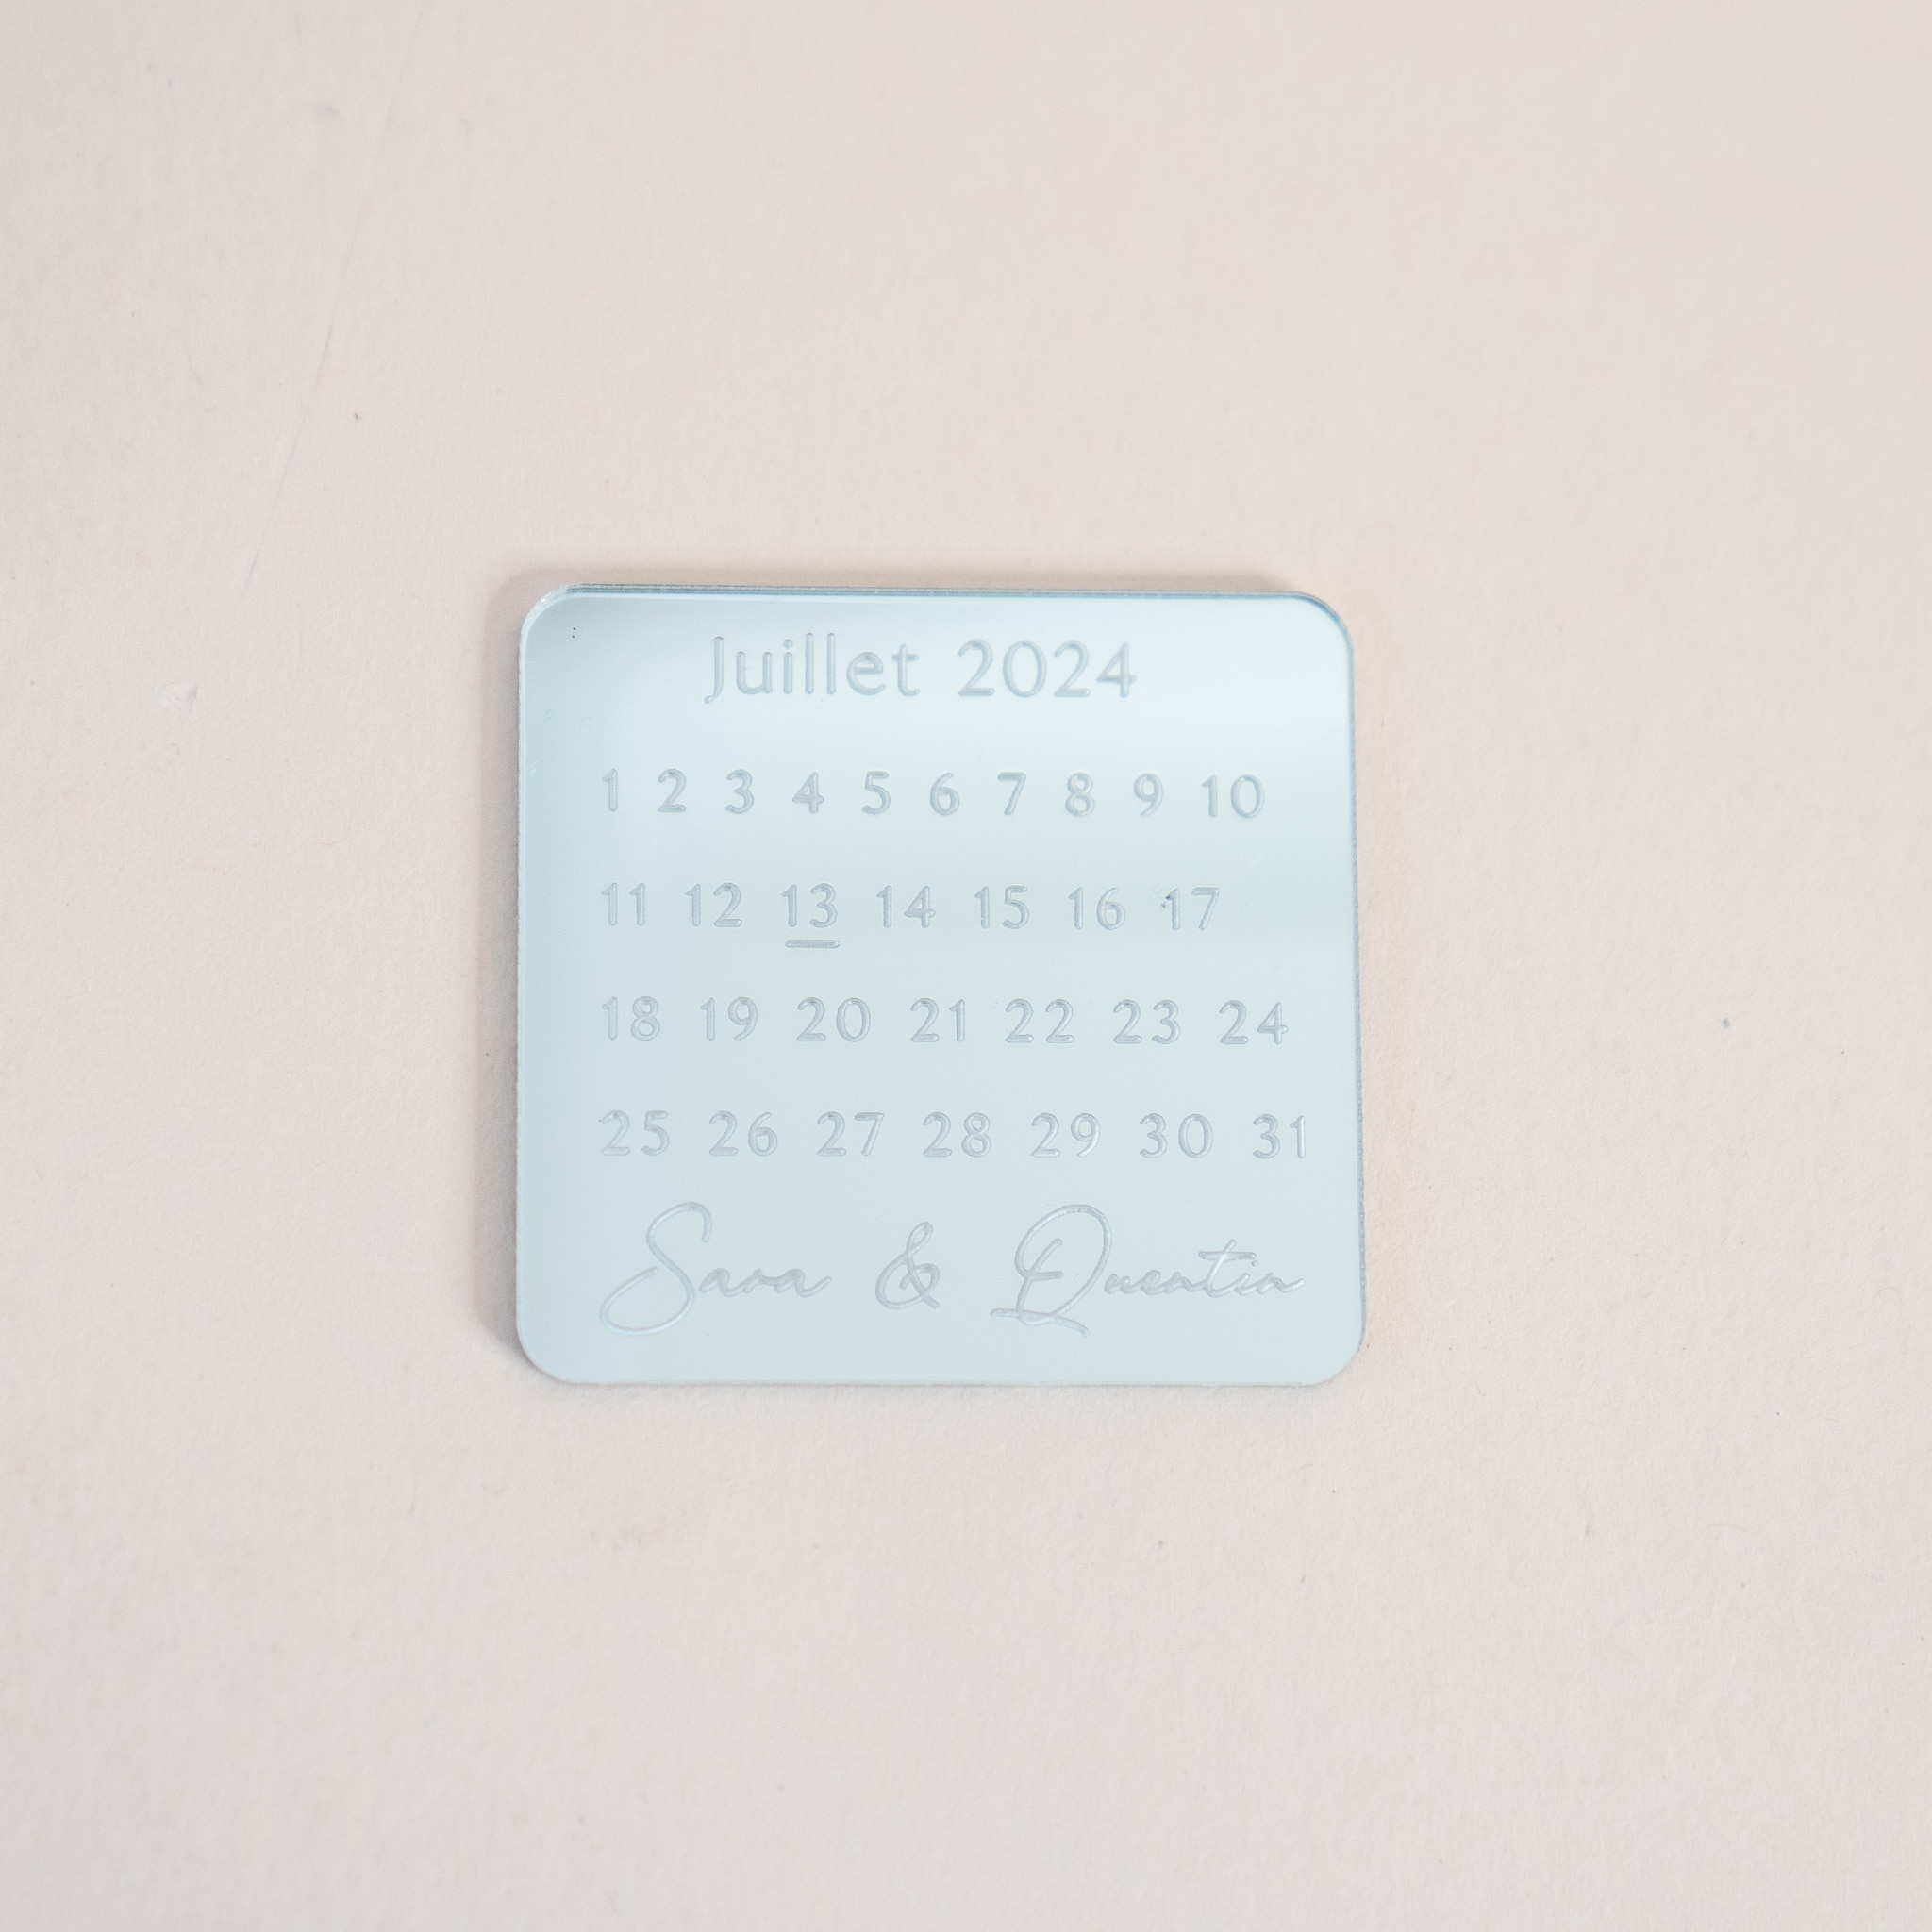 Juillet 2024
1 2 3 4 5 6 7 8 9 10
11 12 13 14 15 16 17
18 19 20 21 22 23 24
25 26 27 28 29 30 31
Sara & Quentin